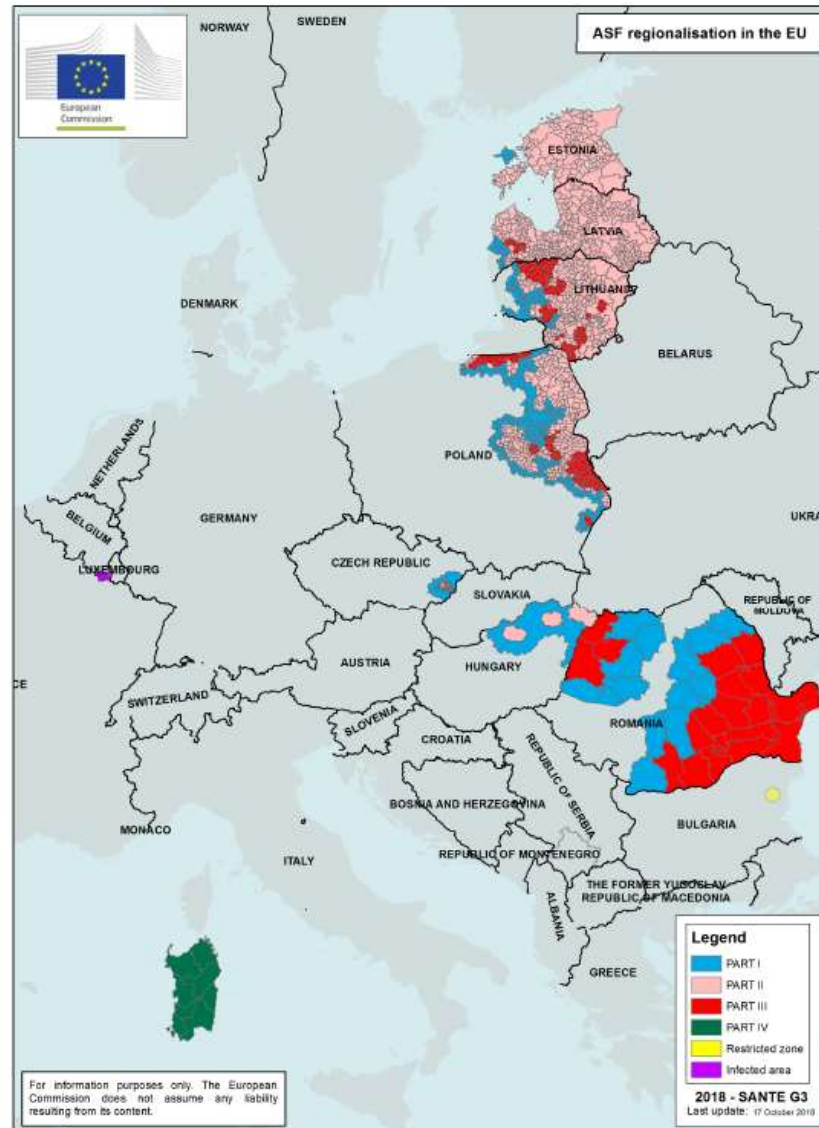 NORWAY
SWEDEN
ASF regionalisation in the EU
European
Commission
ESTONIA
LATVIA
DENMARK
BELARUS
NETHERLANDS
POLAND
BELGIUM
GERMANY
LUXEMBOURG
CZECH REPUBLIC
SLOVAKIA
REPUBLIC OF
MOLDOVA
AUSTRIA
HUNGARY
SWITZERLAND
SLOVENIA
ROMANIA
CROATIA
REPUBLIC OF SERBIA
BOSNIA AND HERZEGOVINA
MONACO
ITALY
BULGARIA
REPUBLIC OF MONTENEGRO
THE FORMER YUGOSLAV
REPUBLIC OF MACEDONIA
ALBANIA
GREECE
Legend
PART I
PART II
PART III
PART IV
Restricted zone
Infected area
For information purposes only. The European
Commission does not assume any liability
resulting from its content.
2018 - SANTE G3
Last update: 17 October 2018